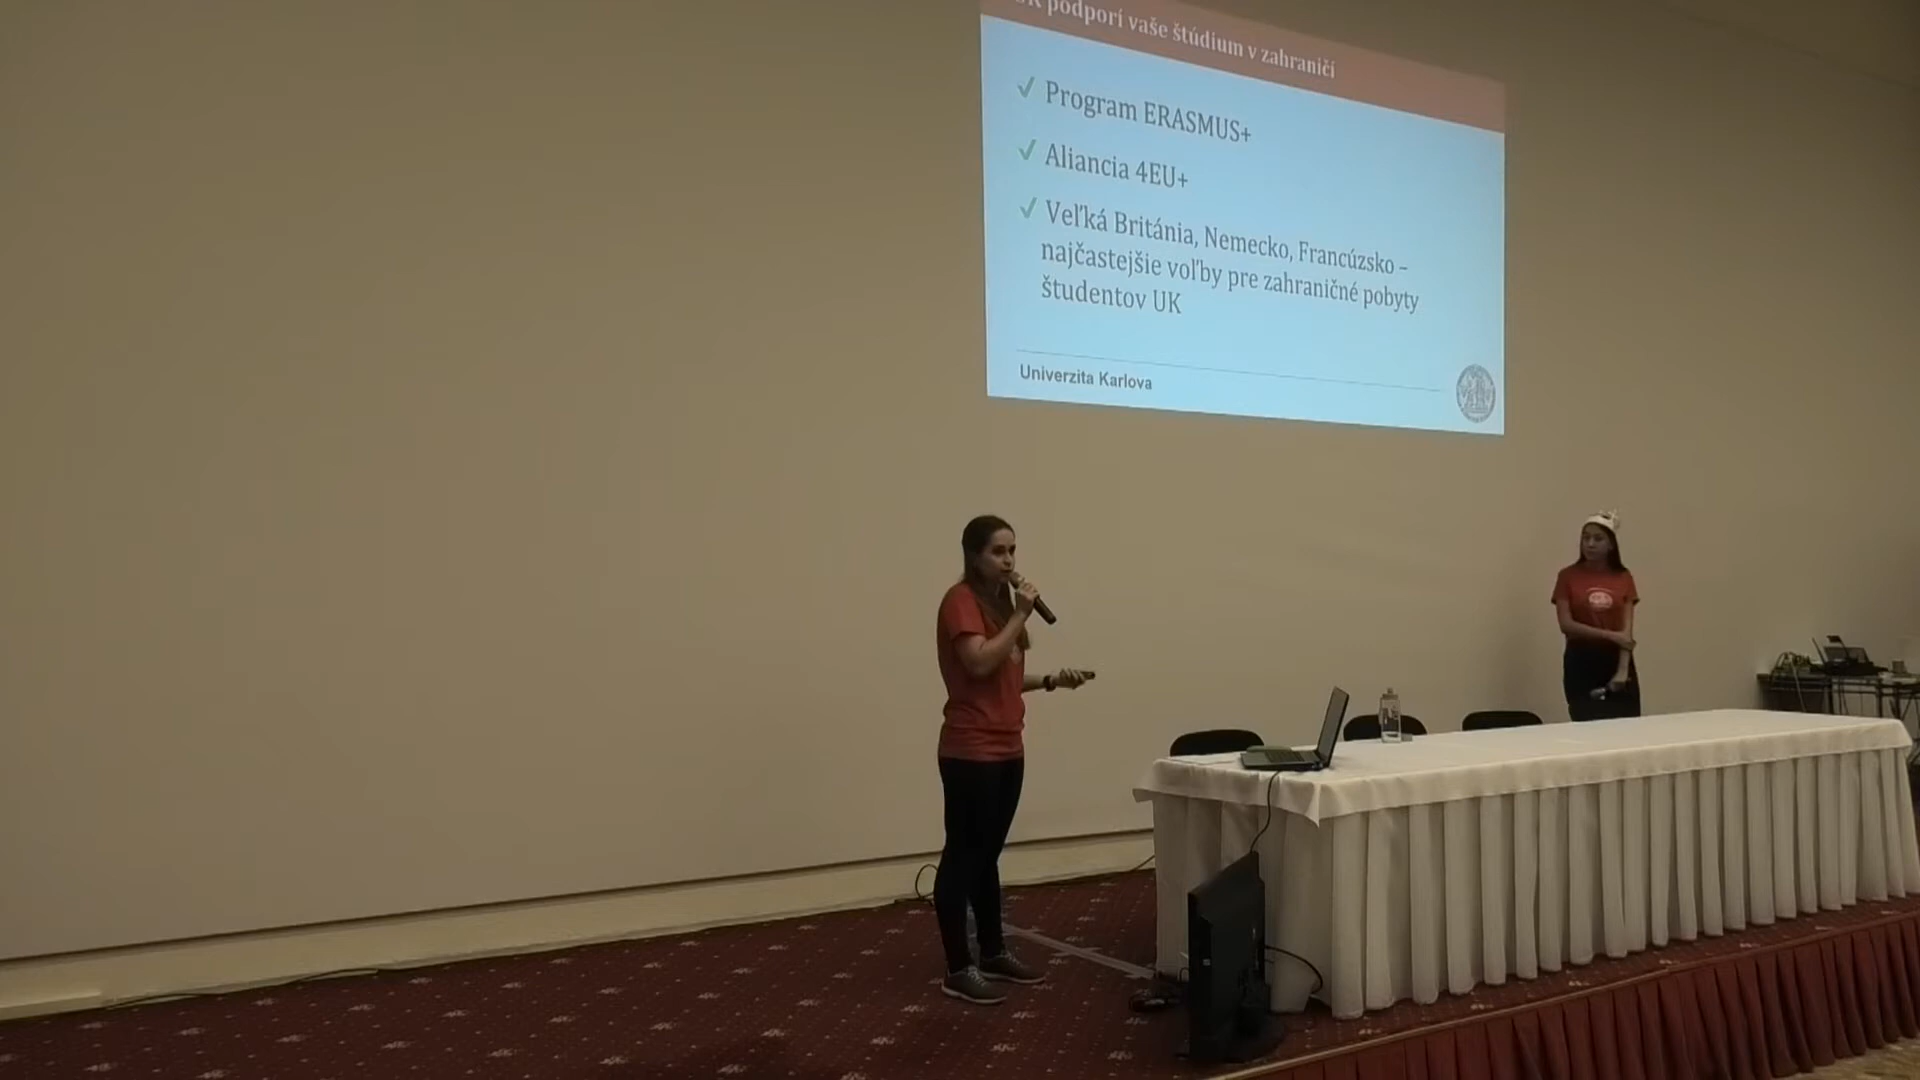 UK podporí vaše štúdium v zahraničí
✓ Program ERASMUS+
✓ Aliancia 4EU+
✓ Veľká Británia, Nemecko, Francúzsko –
najčastejšie voľby pre zahraničné pobyty
študentov UK
Univerzita Karlova